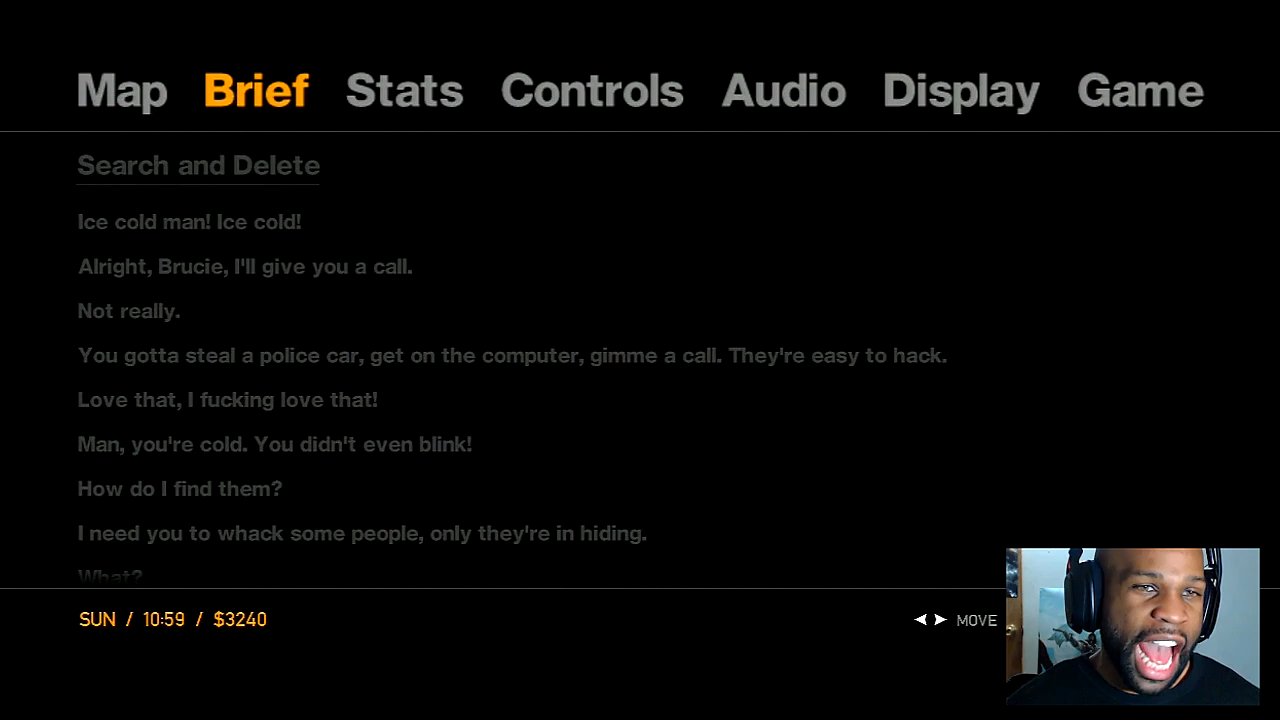 Map Brief Stats Controls Audio Display Game
Search and Delete
Ice cold man! Ice cold!
Alright, Brucie, I'll give you a call.
Not really.
You gotta steal a police car, get on the computer, gimme a call. They're easy to hack.
Love that, I fucking love that!
Man, you're cold. You didn't even blink!
How do I find them?
I need you to whack some people, only they're in hiding.
What?
SUN / 10:59 / $3240
MOVE